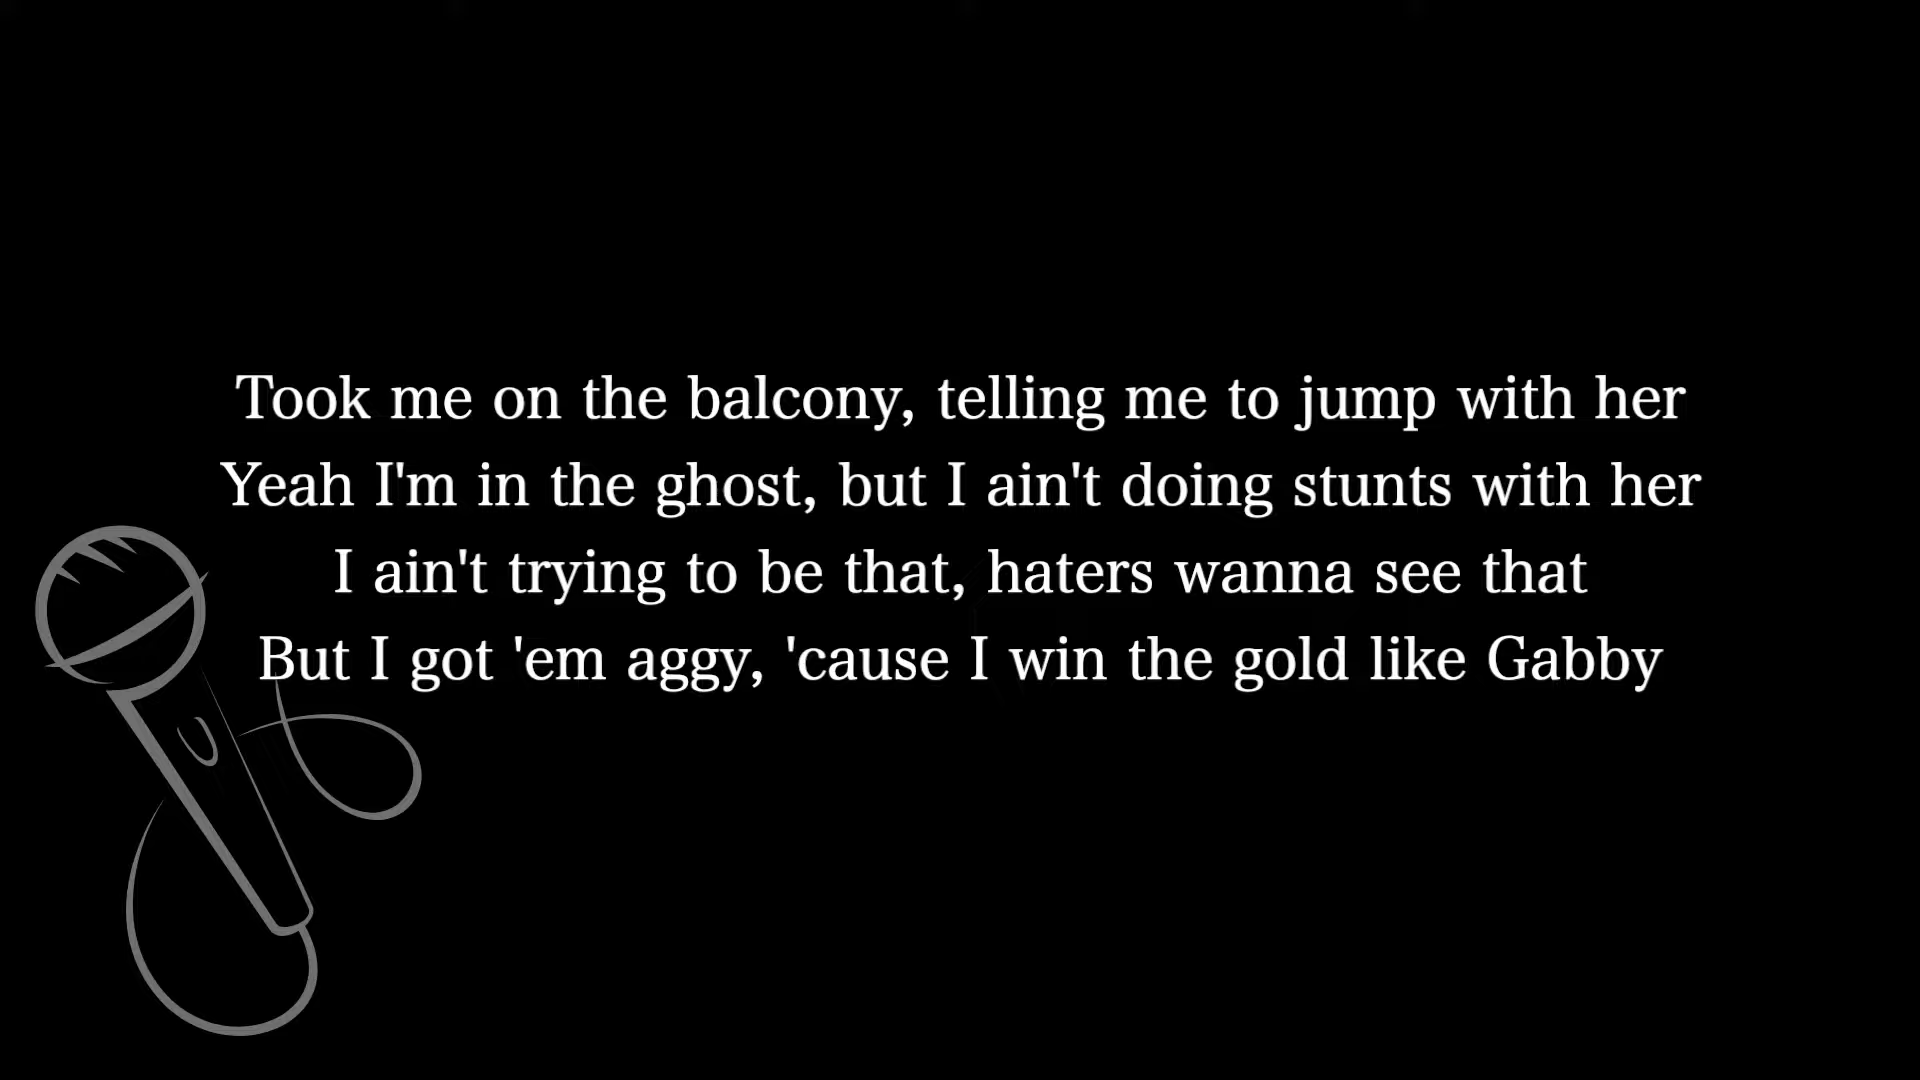 Took me on the balcony, telling me to jump with her
Yeah I'm in the ghost, but I ain't doing stunts with her
I ain't trying to be that, haters wanna see that
But I got 'em aggy, 'cause I win the gold like Gabby